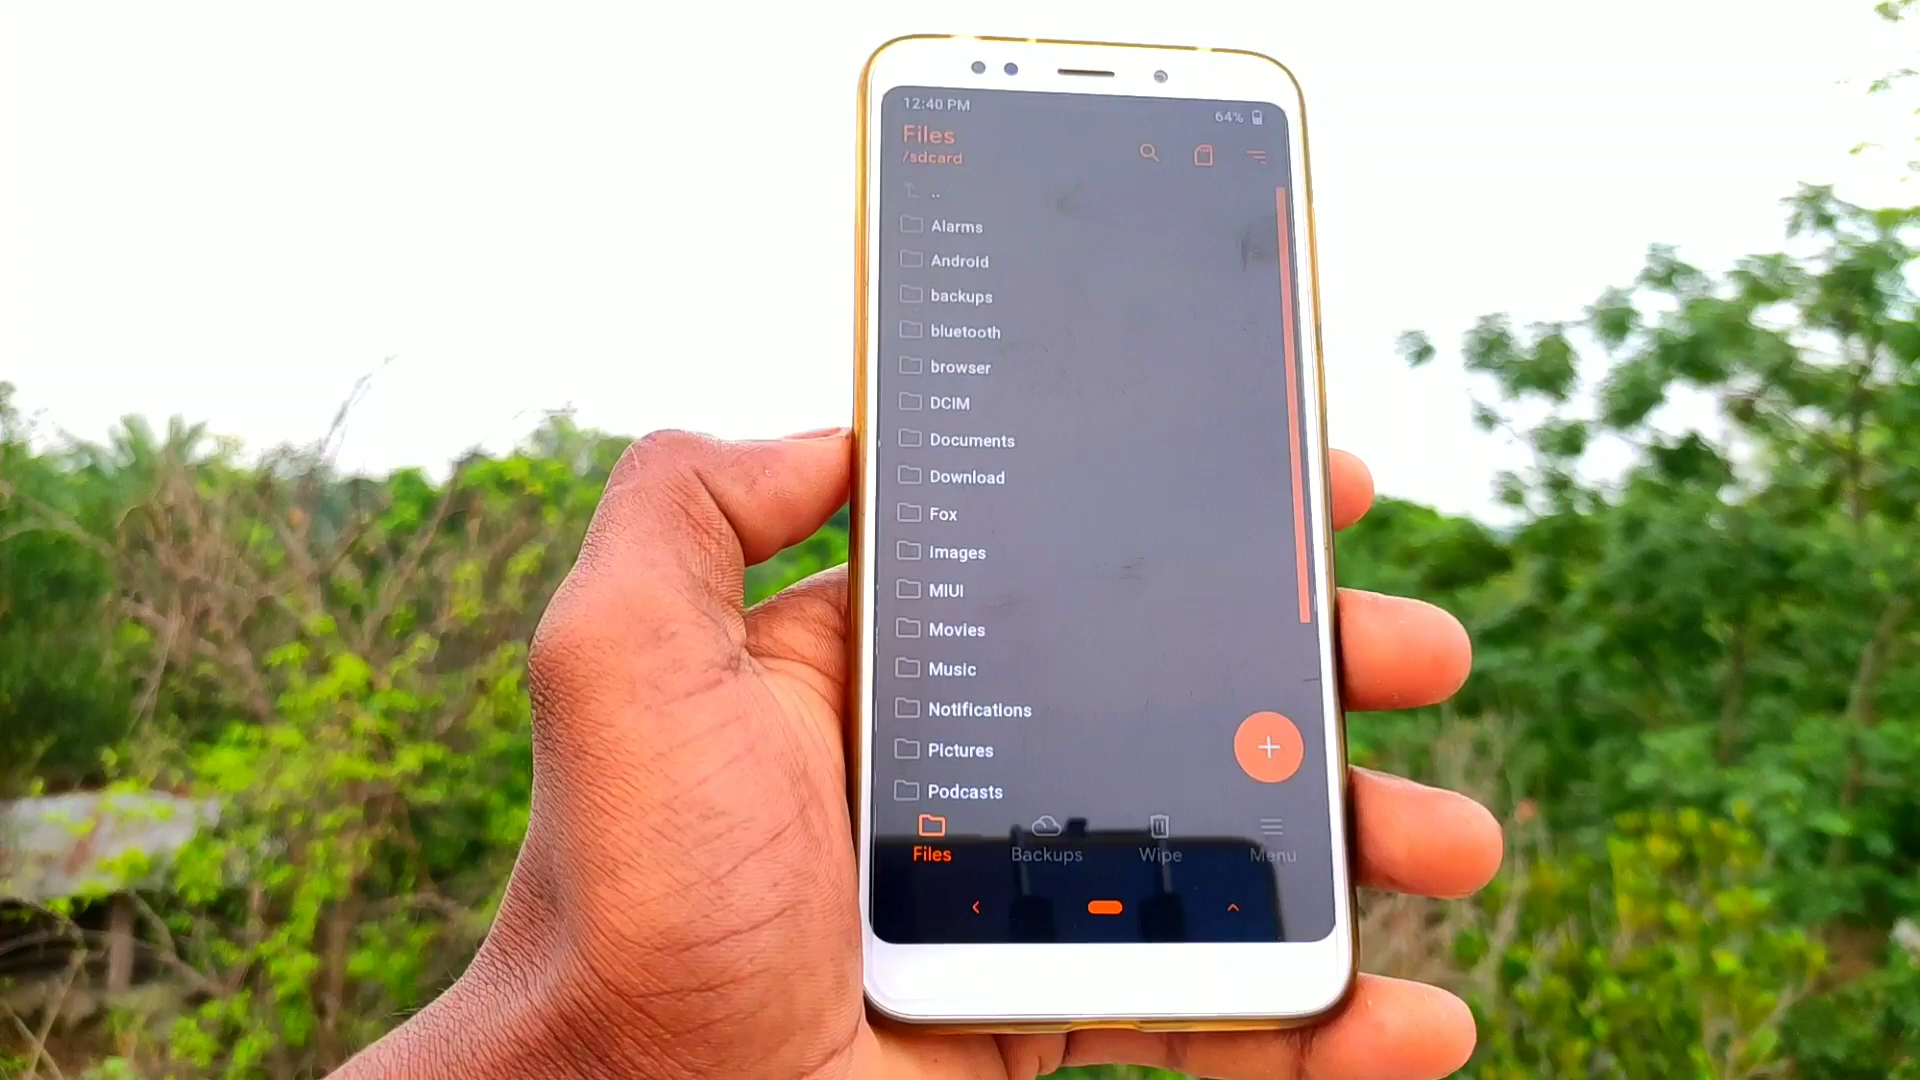 12:40 PM
64%
Files
/sdcard
..
Alarms
Android
backups
bluetooth
browser
DCIM
Documents
Download
Fox
Images
MIUI
Movies
Music
Notifications
Pictures
Podcasts
Files Backups Wipe Menu